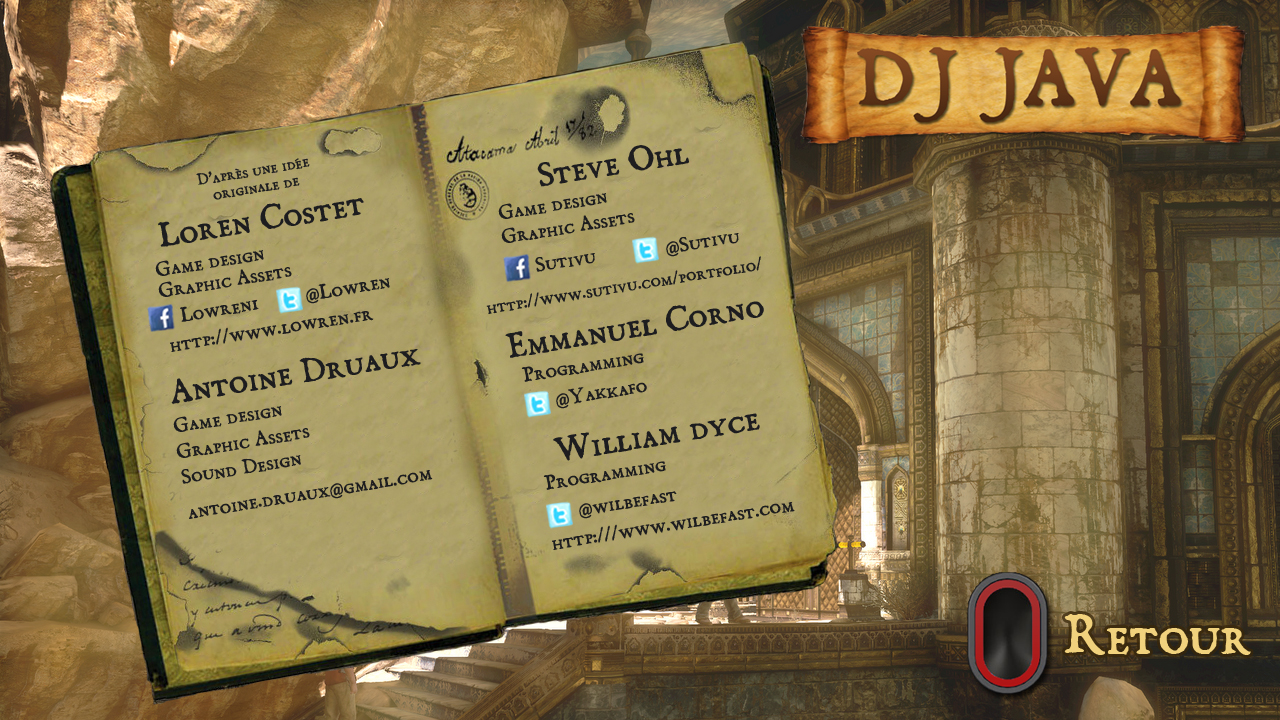 DJ JAVA
D'après une idée
originale de
Loren Costet
Game design
Graphic Assets
Lowreni @Lowren
http://www.lowren.fr
Antoine Druaux
Game design
Graphic Assets
Sound Design
antoine.druaux@gmail.com
Atacama Abril
Steve Ohl
Game design
Graphic Assets
Sutivu @Sutivu
http://www.sutivu.com/portfolio/
Emmanuel Corno
Programming
@Yakkafo
William dyce
Programming
@wilbefast
http:///www.wilbefast.com
Retour